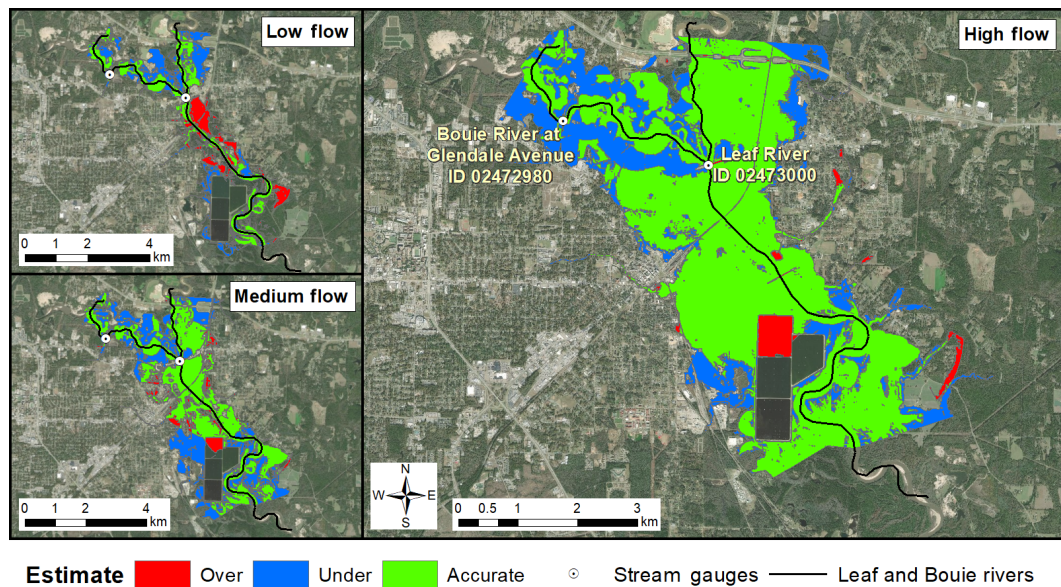 Low flow
0 1 2 4
km
Medium flow
0 1 2 4
km
High flow
Bouie River at
Glendale Avenue
ID 02472980
Leaf River
ID 02473000
N
W E
S
0 0.5 1 2 3
km
Estimate Over Under Accurate Stream gauges Leaf and Bouie rivers